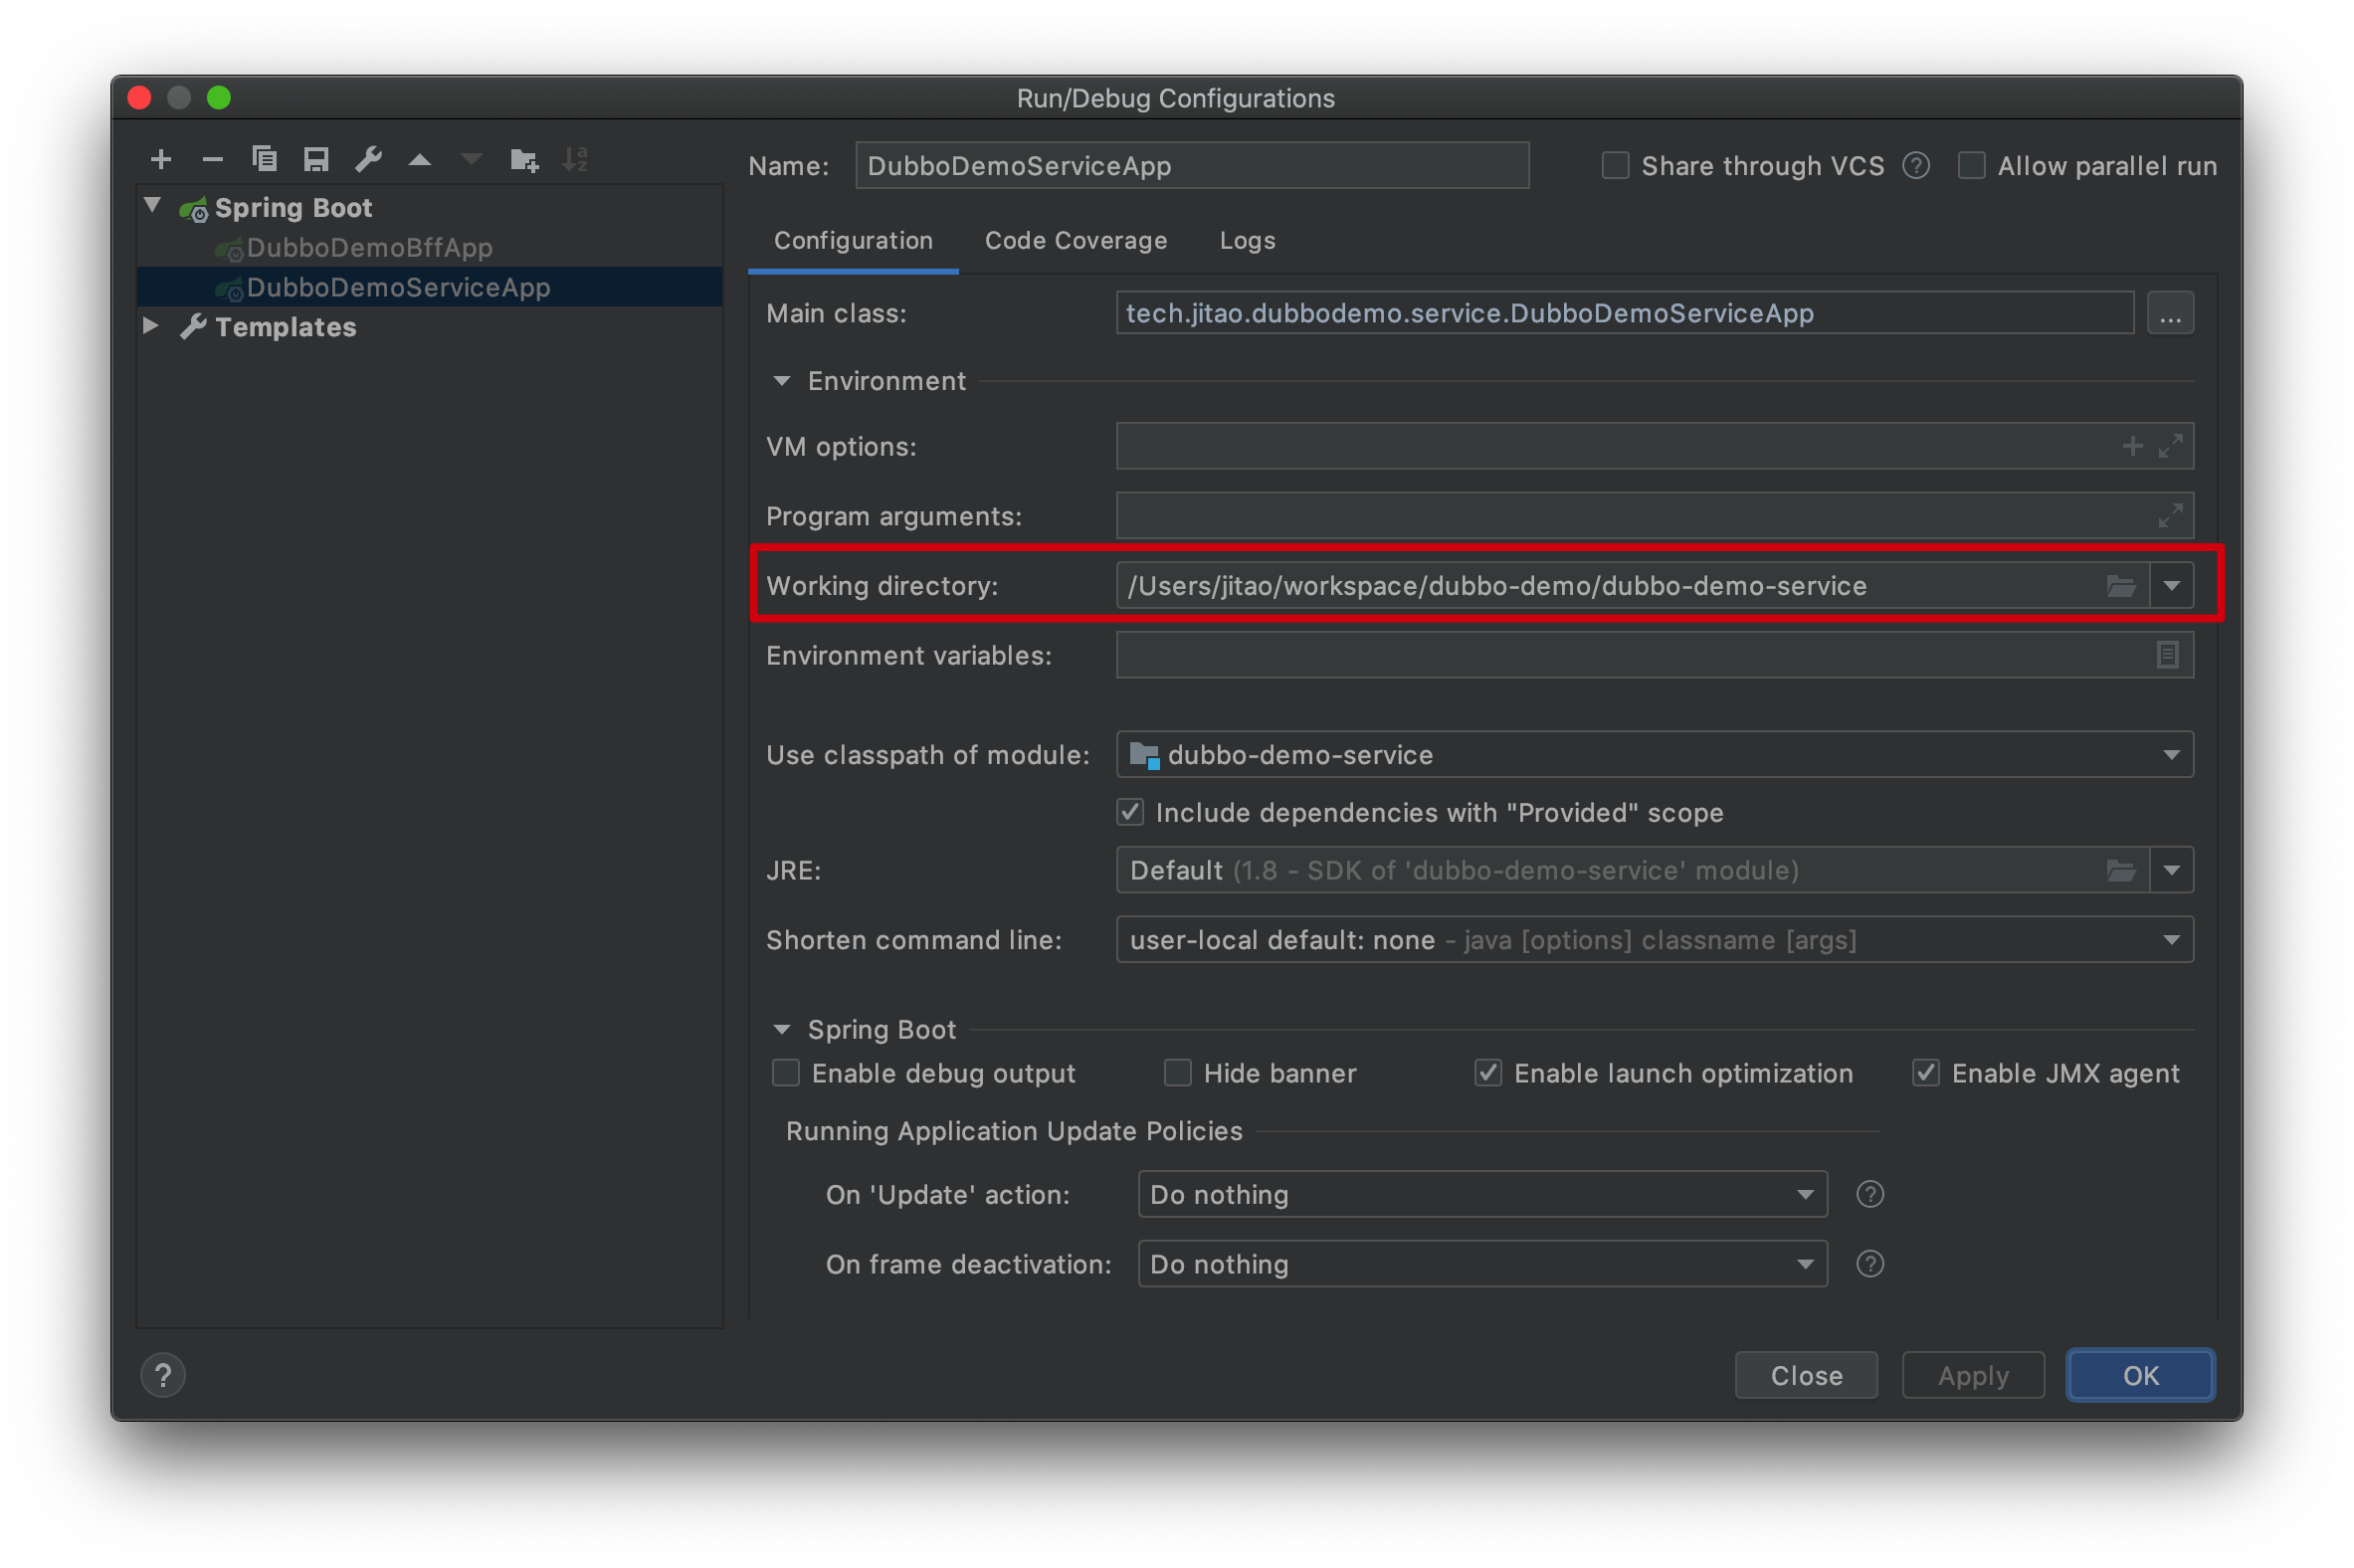 Run/Debug Configurations
Spring Boot
DubboDemoBffApp
DubboDemoServiceApp
Templates
Name: DubboDemoServiceApp Share through VCS ? Allow parallel run
Configuration Code Coverage Logs
Main class: tech.jitao.dubbodemo.service.DubboDemoServiceApp ...
Environment
VM options:
Program arguments:
Working directory: /Users/jitao/workspace/dubbo-demo/dubbo-demo-service
Environment variables:
Use classpath of module: dubbo-demo-service
Include dependencies with "Provided" scope
JRE: Default (1.8 - SDK of 'dubbo-demo-service' module)
Shorten command line: user-local default: none - java [options] classname [args]
Spring Boot
Enable debug output Hide banner Enable launch optimization Enable JMX agent
Running Application Update Policies
On 'Update' action: Do nothing ?
On frame deactivation: Do nothing ?
? Close Apply OK